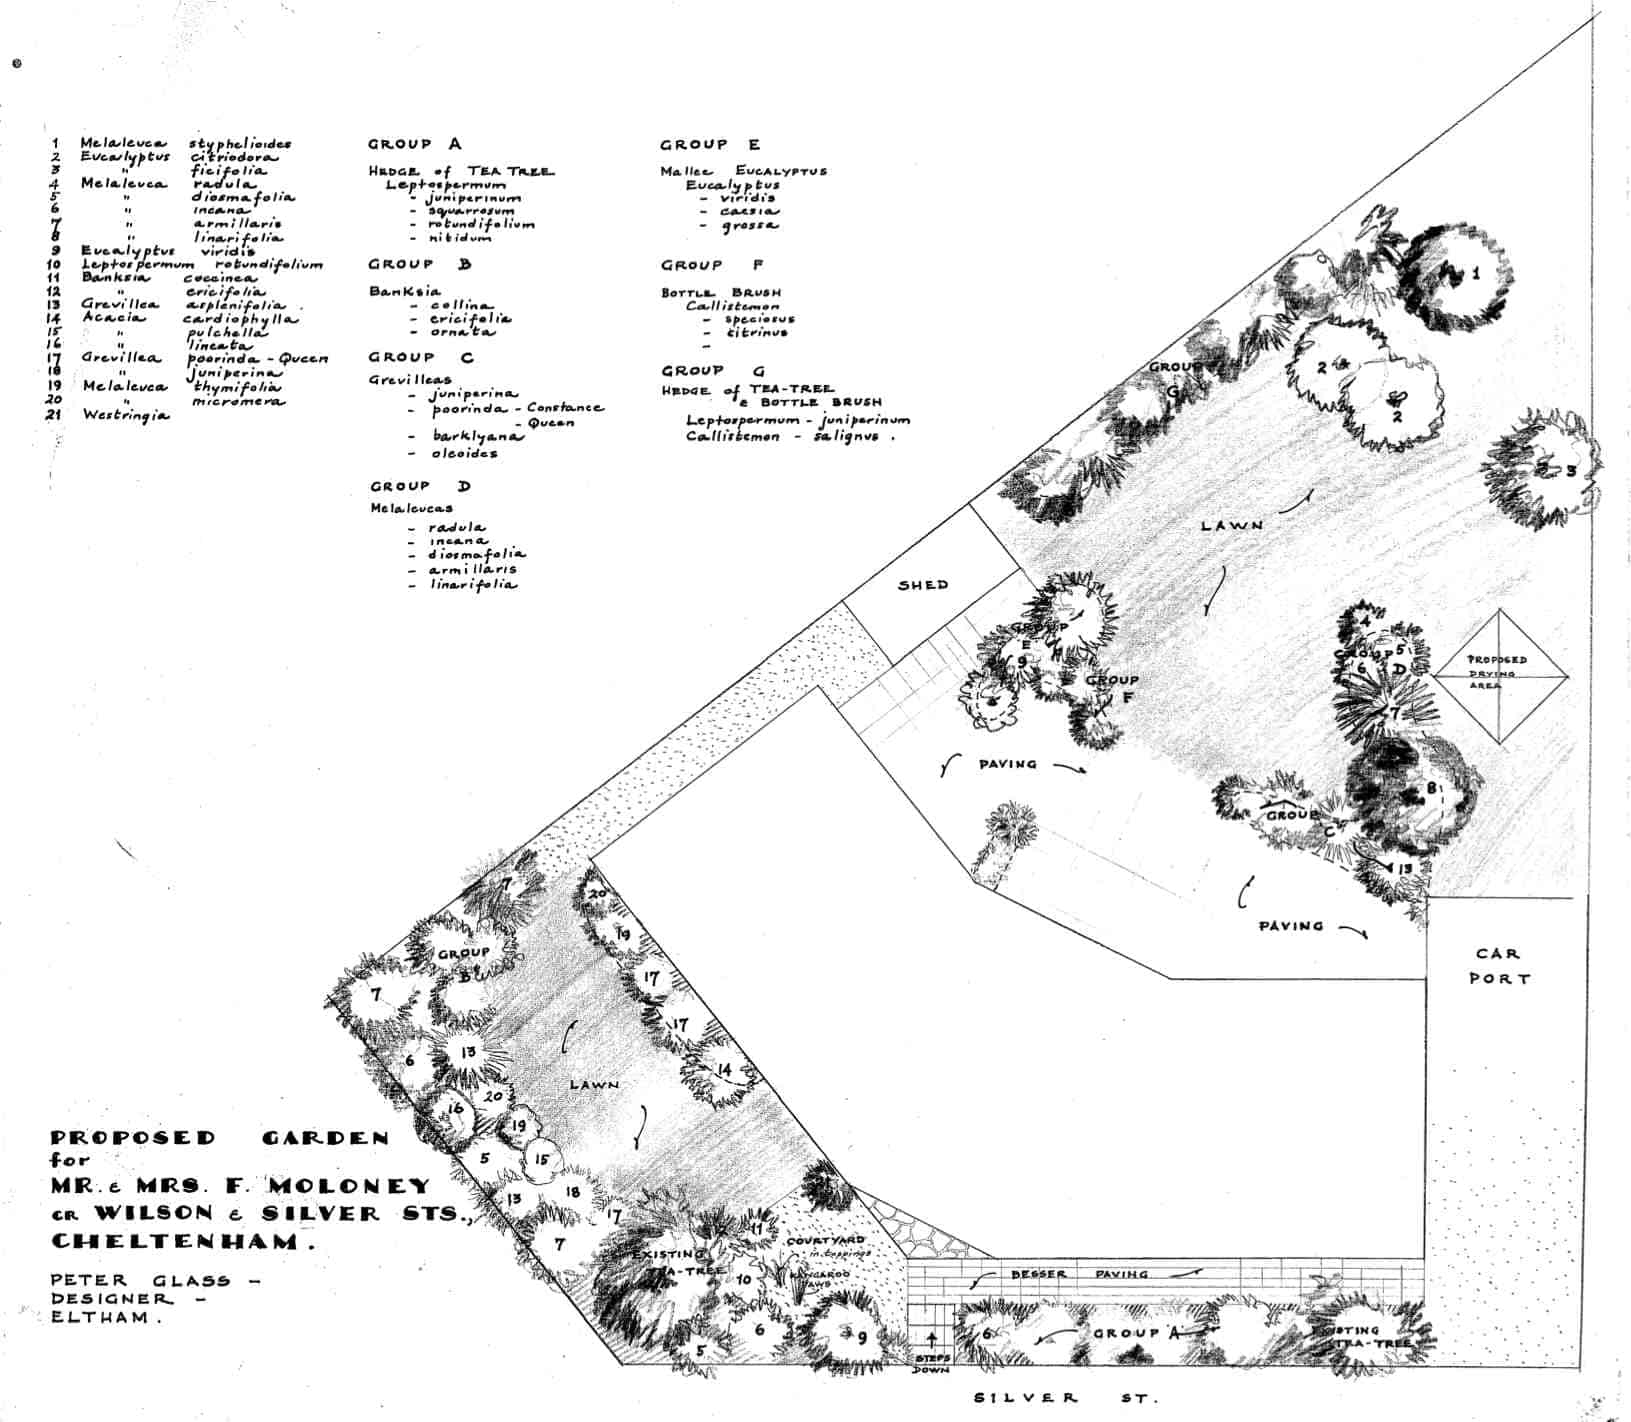 1 Melaleuca styphelioides
2 Eucalyptus citriodora
3 " ficifolia
4 Melaleuca radula
5 " diosmafolia
6 " incana
7 " armillaris
8 " linarifolia
9 Eucalyptus viridis
10 Leptospermum rotundifolium
11 Banksia coccinea
12 " ericifolia
13 Grevillea asplenifolia.
14 Acacia cardiophylla
15 " pulchella
16 " lineata
17 Grevillea poorinda - Queen
18 " juniperina
19 Melaleuca thymifolia
20 " micromera
21 Westringia
GROUP A
HEDGE of TEA TREE
Leptospermum
- juniperinum
- squarrosum
- rotundifolium
- nitidum
GROUP B
Banksia
- collina
- ericifolia
- ornata
GROUP C
Grevilleas
- juniperina
- poorinda - Constance
- Queen
- barklyana
- oleoides
GROUP D
Melaleucas
- radula
- incana
- diosmafolia
- armillaris
- linarifolia
GROUP E
Mallee EUCALYPTUS
Eucalyptus
- viridis
- caesia
- grossa
GROUP F
BOTTLE BRUSH
Callistemon
- speciosus
- citrinus
-
GROUP G
HEDGE of TEA-TREE
& BOTTLE BRUSH
Leptospermum - juniperinum
Callistemon - salignus.
1
2
2
3
GROUP
G
LAWN
SHED
GROUP
E
9
GROUP
F
4
GROUP
5
6
D
7
8
PROPOSED
DRYING
AREA
PAVING
GROUP
C
13
PAVING
CAR
PORT
7
GROUP
B
7
6
13
16
20
19
5
15
13
18
17
7
20
19
17
17
14
LAWN
EXISTING
TEA-TREE
12
11
10
COURTYARD
in toppings
KANGAROO
PAWS
5
6
9
BESSER PAVING
STEPS
DOWN
6
GROUP A
EXISTING
TEA-TREE
SILVER ST.
PROPOSED GARDEN
for
MR. & MRS. F. MOLONEY
CR WILSON & SILVER STS.,
CHELTENHAM.
PETER GLASS -
DESIGNER -
ELTHAM.